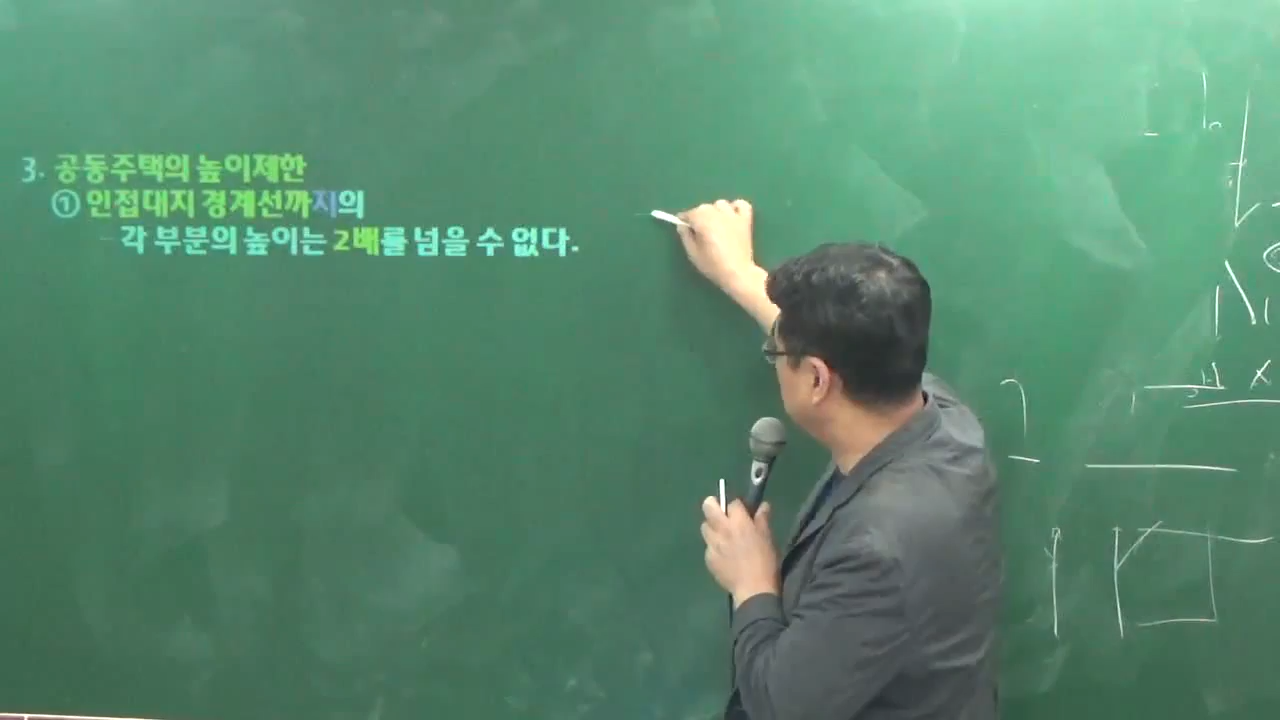 3. 공동주택의 높이제한
① 인접대지 경계선까지의
- 각 부분의 높이는 2배를 넘을 수 없다.